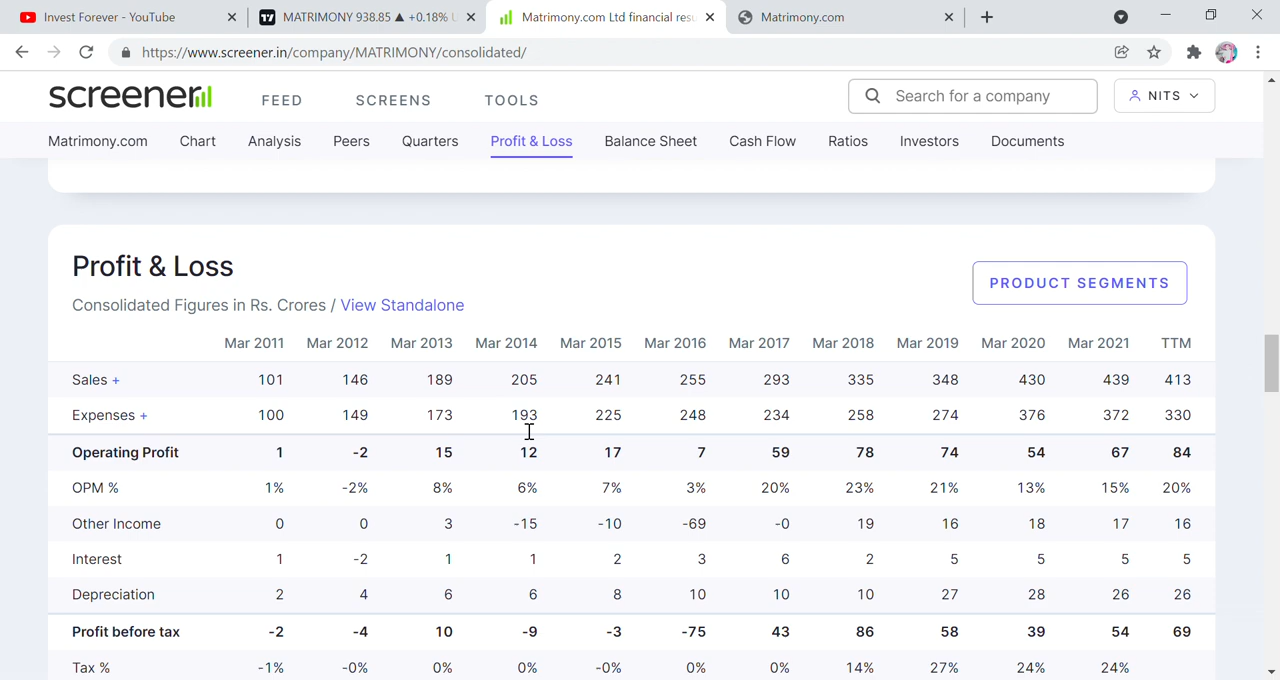 Invest Forever - YouTube
MATRIMONY 938.85 ▲ +0.18%
Matrimony.com Ltd financial resu
Matrimony.com
https://www.screener.in/company/MATRIMONY/consolidated/
screener
FEED SCREENS TOOLS
Search for a company
NITS
Matrimony.com Chart Analysis Peers Quarters Profit & Loss Balance Sheet Cash Flow Ratios Investors Documents
Profit & Loss
PRODUCT SEGMENTS
Consolidated Figures in Rs. Crores / View Standalone
Mar 2011 Mar 2012 Mar 2013 Mar 2014 Mar 2015 Mar 2016 Mar 2017 Mar 2018 Mar 2019 Mar 2020 Mar 2021 TTM
Sales + 101 146 189 205 241 255 293 335 348 430 439 413
Expenses + 100 149 173 193 225 248 234 258 274 376 372 330
Operating Profit 1 -2 15 12 17 7 59 78 74 54 67 84
OPM % 1% -2% 8% 6% 7% 3% 20% 23% 21% 13% 15% 20%
Other Income 0 0 3 -15 -10 -69 -0 19 16 18 17 16
Interest 1 -2 1 1 2 3 6 2 5 5 5 5
Depreciation 2 4 6 6 8 10 10 10 27 28 26 26
Profit before tax -2 -4 10 -9 -3 -75 43 86 58 39 54 69
Tax % -1% -0% 0% 0% -0% 0% 0% 14% 27% 24% 24%